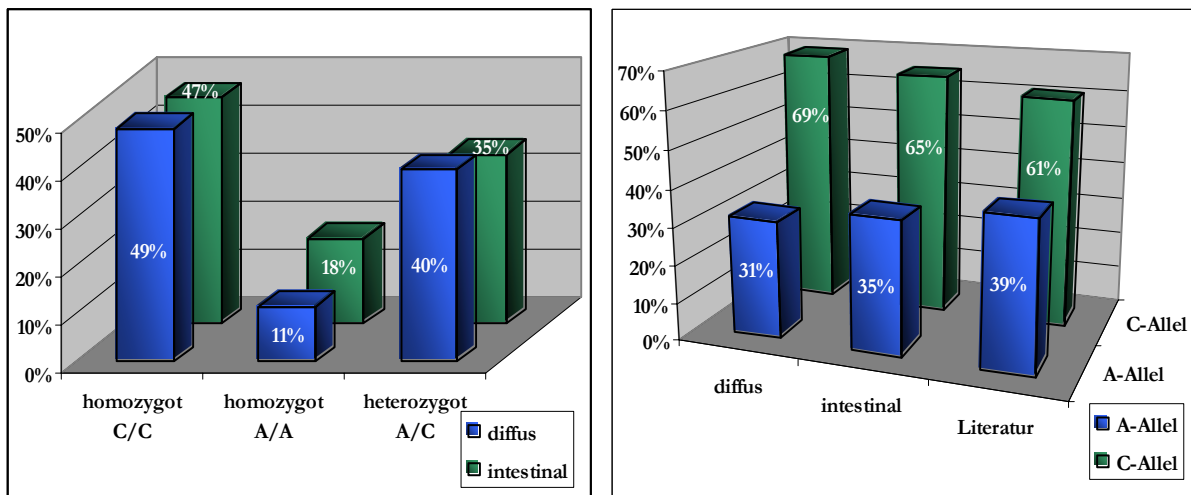 50%
40%
30%
20%
10%
0%
47%
49%
18%
11%
35%
40%
homozygot
C/C
homozygot
A/A
heterozygot
A/C
diffus
intestinal
70%
60%
50%
40%
30%
20%
10%
0%
69%
65%
61%
31%
35%
39%
diffus
intestinal
Literatur
C-Allel
A-Allel
A-Allel
C-Allel